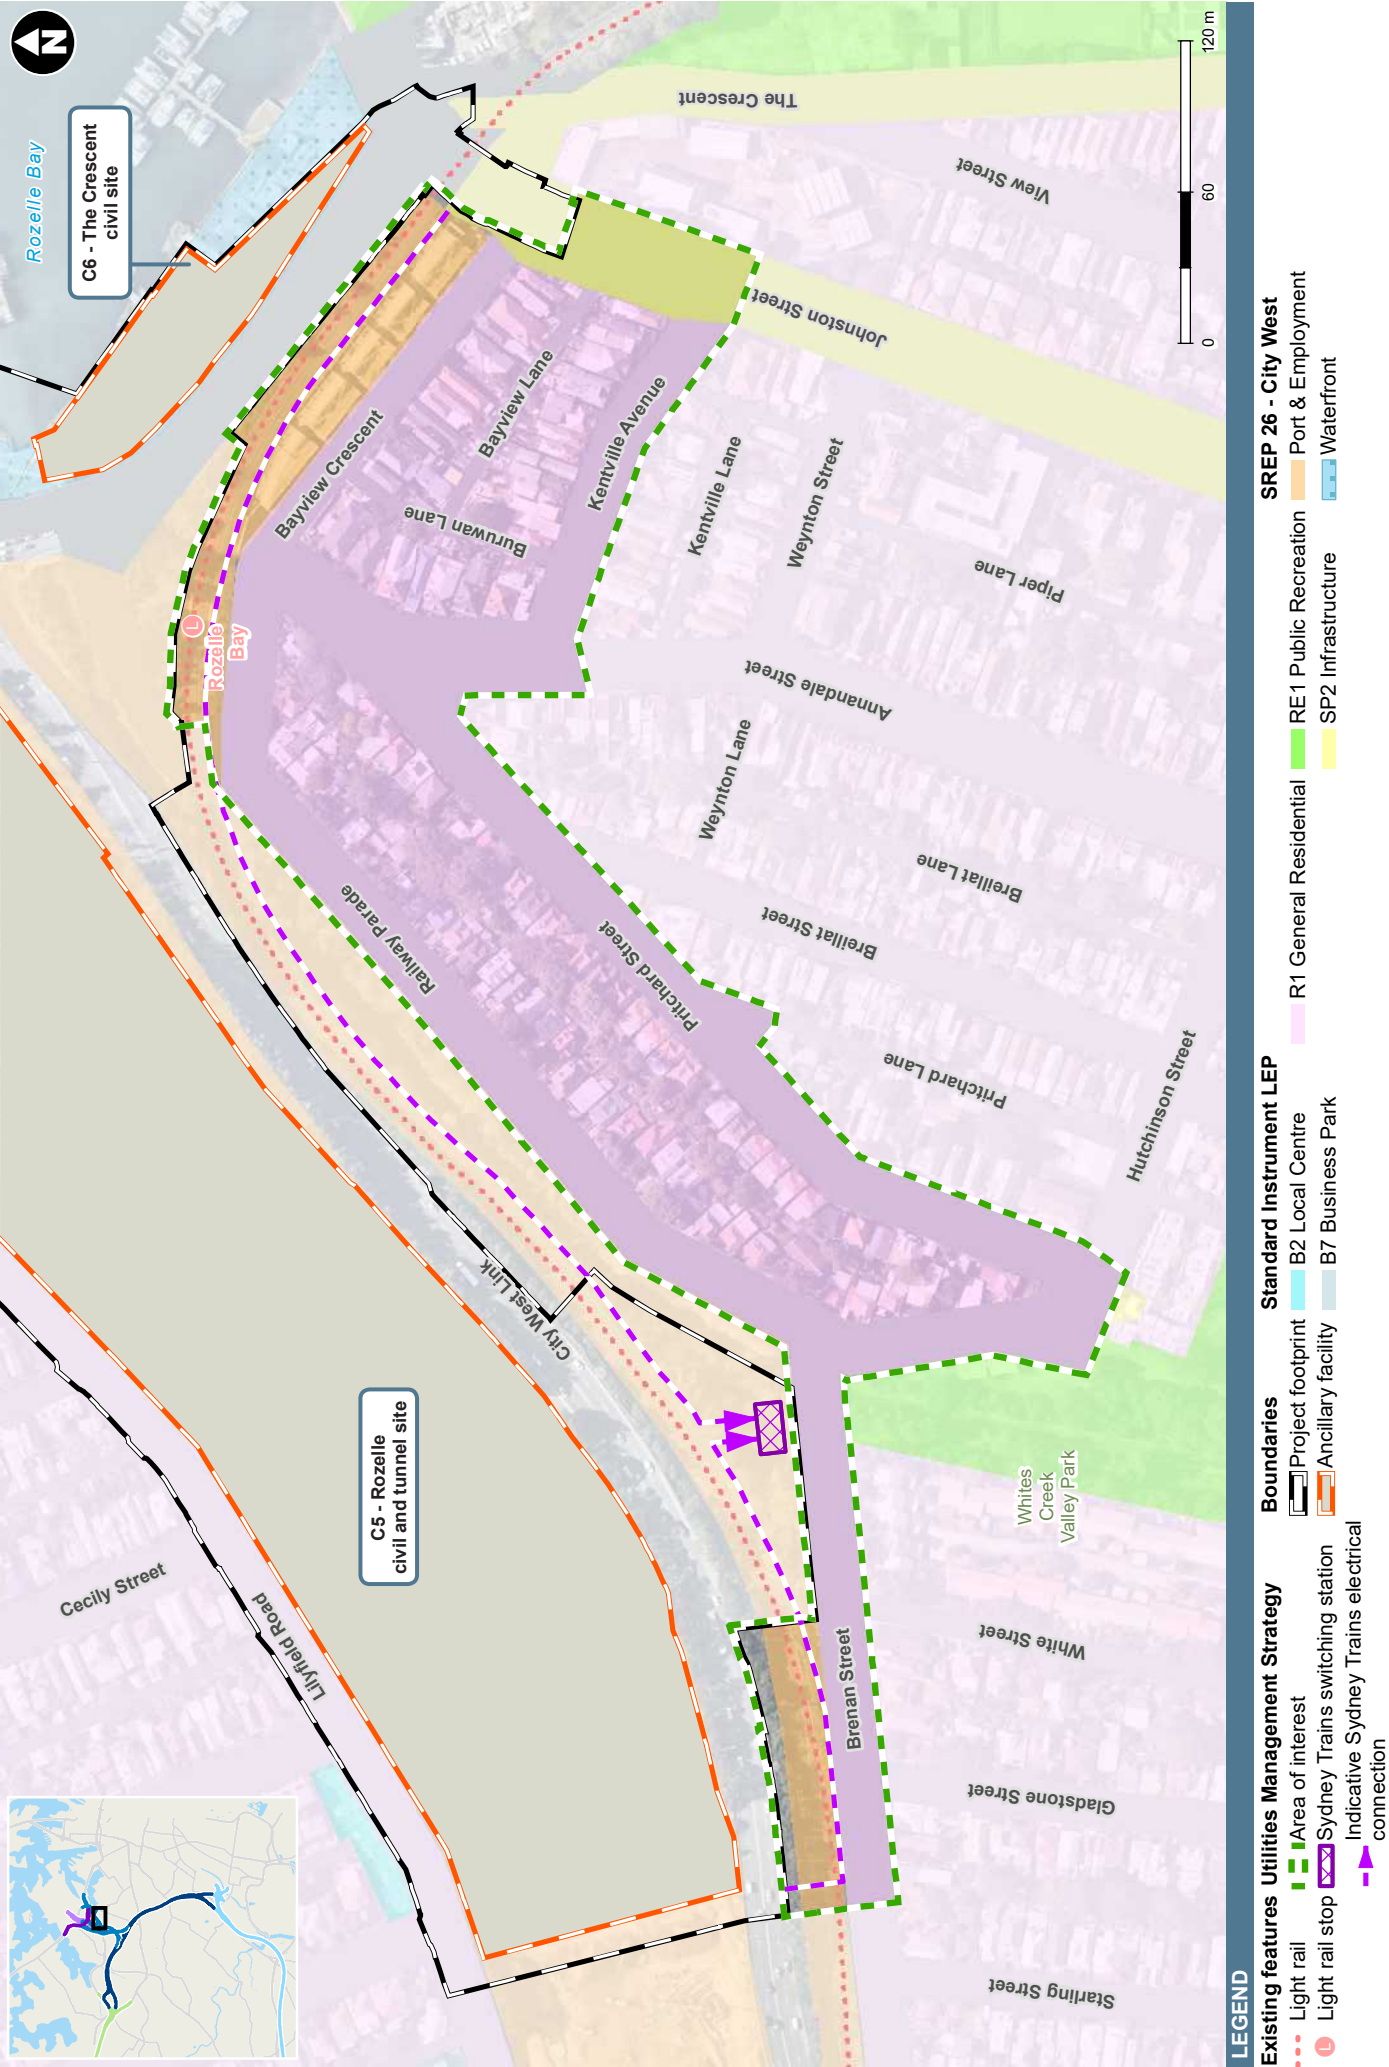 N
Rozelle Bay
C6 - The Crescent
civil site
The Crescent
View Street
Johnston Street
Bayview Lane
Bayview Crescent
Kentville Avenue
Buruwan Lane
Kentville Lane
Weynton Street
Piper Lane
L
Rozelle
Bay
Annandale Street
Weynton Lane
Breillat Lane
Breillat Street
Railway Parade
Pritchard Street
Pritchard Lane
Hutchinson Street
City West Link
C5 - Rozelle
civil and tunnel site
Whites
Creek
Valley Park
Cecily Street
Lilyfield Road
Brenan Street
White Street
Gladstone Street
Starling Street
0
60
120 m
LEGEND
Existing features
Light rail
L
Light rail stop
Utilities Management Strategy
Area of interest
Sydney Trains switching station
Indicative Sydney Trains electrical
connection
Boundaries
Project footprint
Ancillary facility
Standard Instrument LEP
B2 Local Centre
B7 Business Park
R1 General Residential
RE1 Public Recreation
SP2 Infrastructure
SREP 26 - City West
Port & Employment
Waterfront